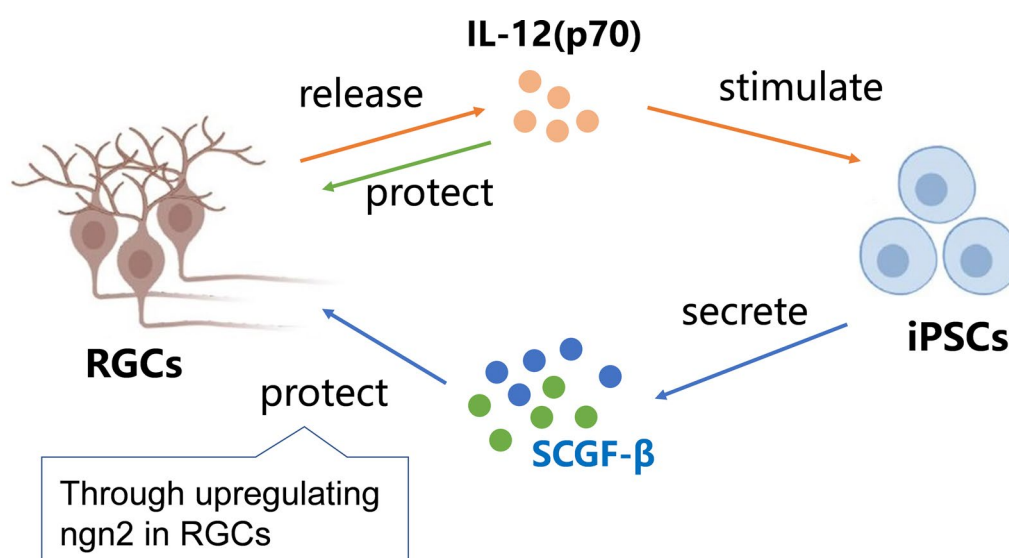 IL-12(p70)
release
stimulate
protect
secrete
iPSCs
RGCs
protect
SCGF-β
Through upregulating
ngn2 in RGCs